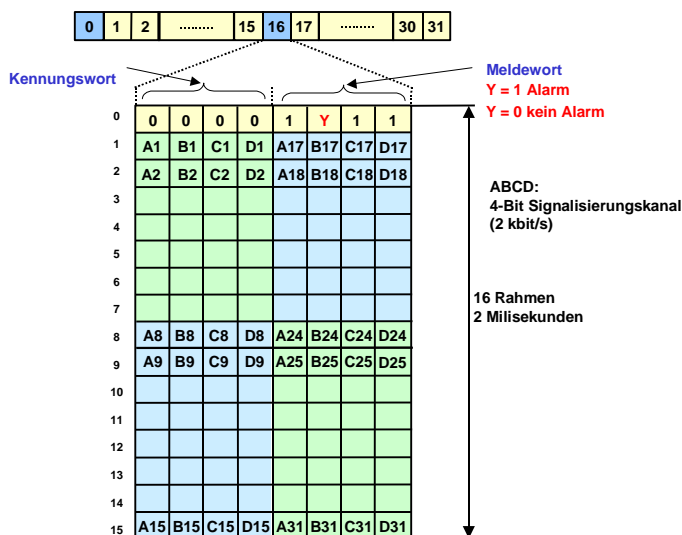 0 1 2 ......... 15 16 17 ......... 30 31
Kennungswort
Meldewort
Y = 1 Alarm
Y = 0 kein Alarm
0 0 0 0 0 1 Y 1 1
1 A1 B1 C1 D1 A17 B17 C17 D17
2 A2 B2 C2 D2 A18 B18 C18 D18
3
4
5
6
7
8 A8 B8 C8 D8 A24 B24 C24 D24
9 A9 B9 C9 D9 A25 B25 C25 D25
10
11
12
13
14
15 A15 B15 C15 D15 A31 B31 C31 D31
ABCD:
4-Bit Signalisierungskanal
(2 kbit/s)
16 Rahmen
2 Milisekunden